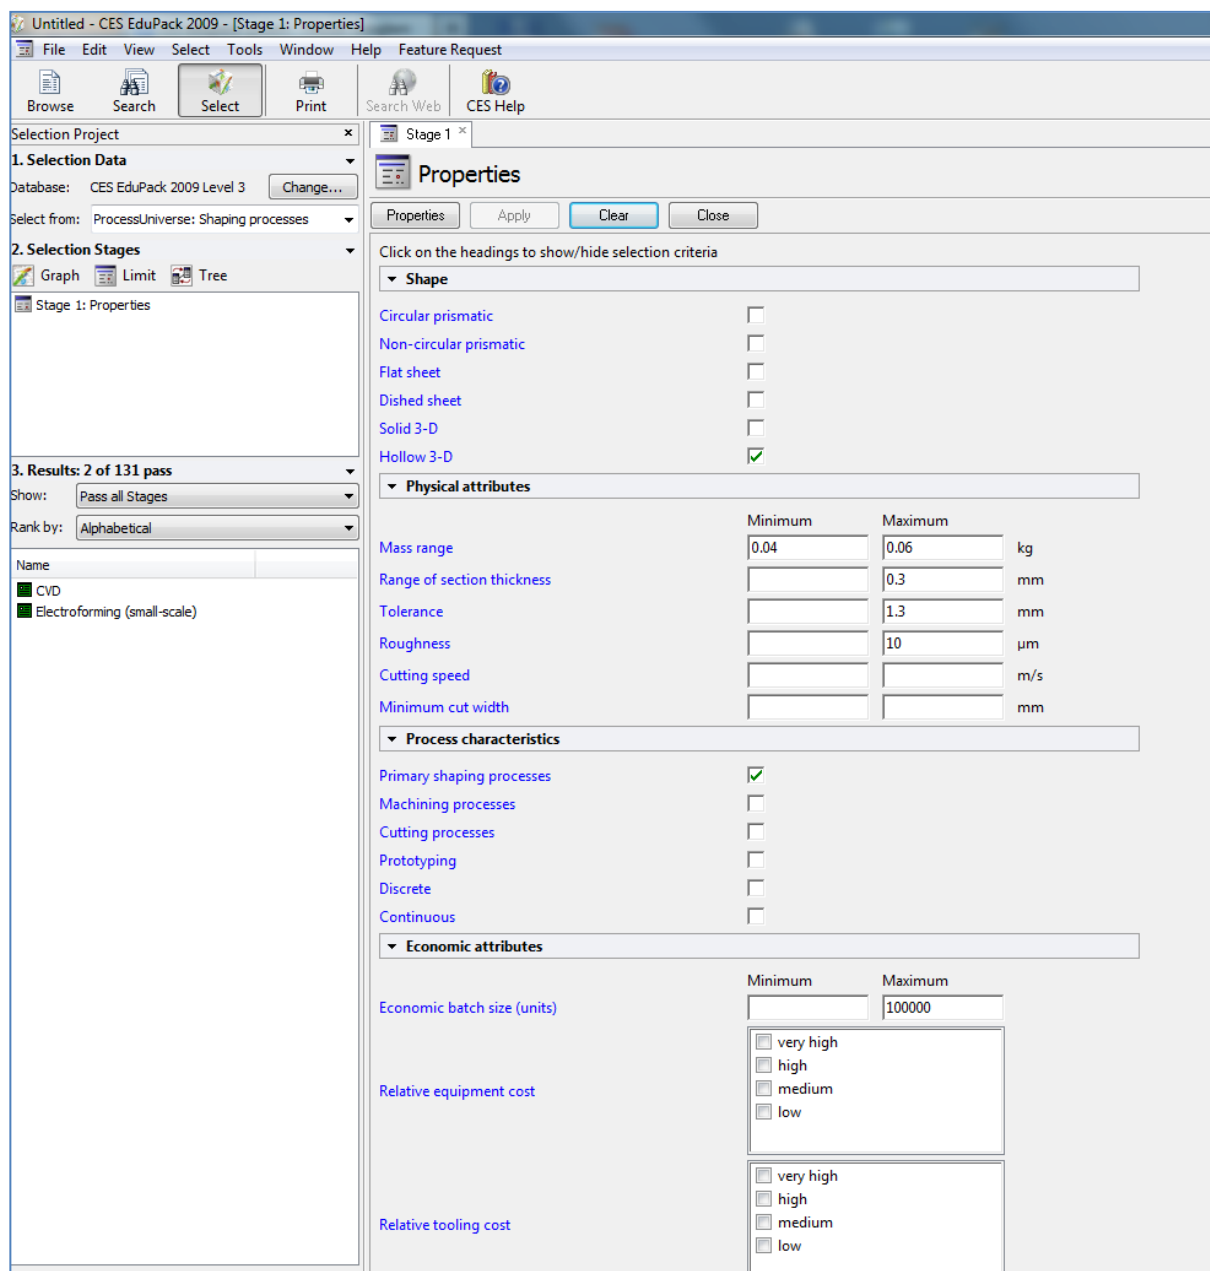 Untitled - CES EduPack 2009 - [Stage 1: Properties]
File Edit View Select Tools Window Help Feature Request
Browse Search Select Print Search Web CES Help
Selection Project
1. Selection Data
Database: CES EduPack 2009 Level 3 Change...
Select from: ProcessUniverse: Shaping processes
2. Selection Stages
Graph Limit Tree
Stage 1: Properties
3. Results: 2 of 131 pass
Show: Pass all Stages
Rank by: Alphabetical
Name
CVD
Electroforming (small-scale)
Stage 1
Properties
Properties Apply Clear Close
Click on the headings to show/hide selection criteria
Shape
Circular prismatic
Non-circular prismatic
Flat sheet
Dished sheet
Solid 3-D
Hollow 3-D
Physical attributes
Minimum Maximum
Mass range 0.04 0.06 kg
Range of section thickness 0.3 mm
Tolerance 1.3 mm
Roughness 10 µm
Cutting speed m/s
Minimum cut width mm
Process characteristics
Primary shaping processes
Machining processes
Cutting processes
Prototyping
Discrete
Continuous
Economic attributes
Minimum Maximum
Economic batch size (units) 100000
Relative equipment cost
very high
high
medium
low
Relative tooling cost
very high
high
medium
low